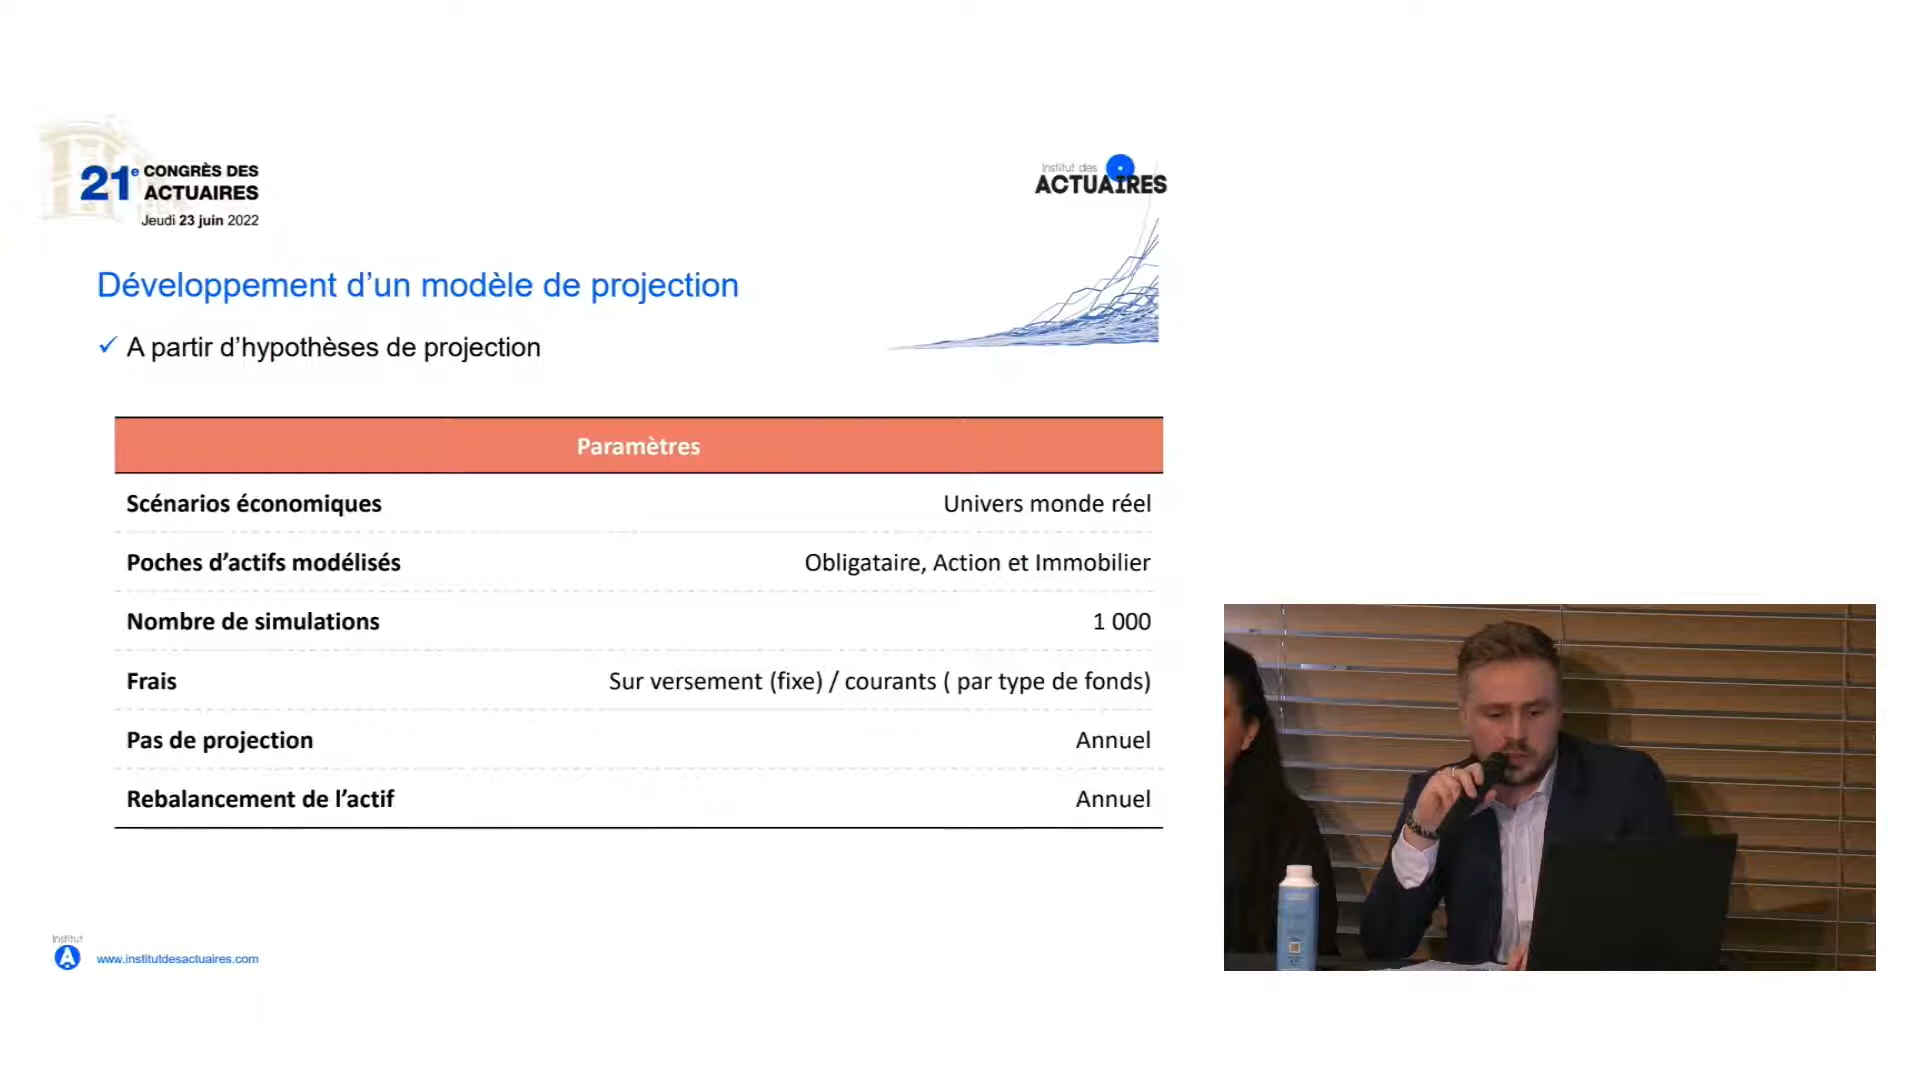 21e CONGRÈS DES
ACTUAIRES
Jeudi 23 juin 2022
Institut des
ACTUAIRES
Développement d’un modèle de projection
✓ A partir d’hypothèses de projection
Paramètres
Scénarios économiques Univers monde réel
Poches d’actifs modélisés Obligataire, Action et Immobilier
Nombre de simulations 1 000
Frais Sur versement (fixe) / courants ( par type de fonds)
Pas de projection Annuel
Rebalancement de l’actif Annuel
Institut
A
www.institutdesactuaires.com